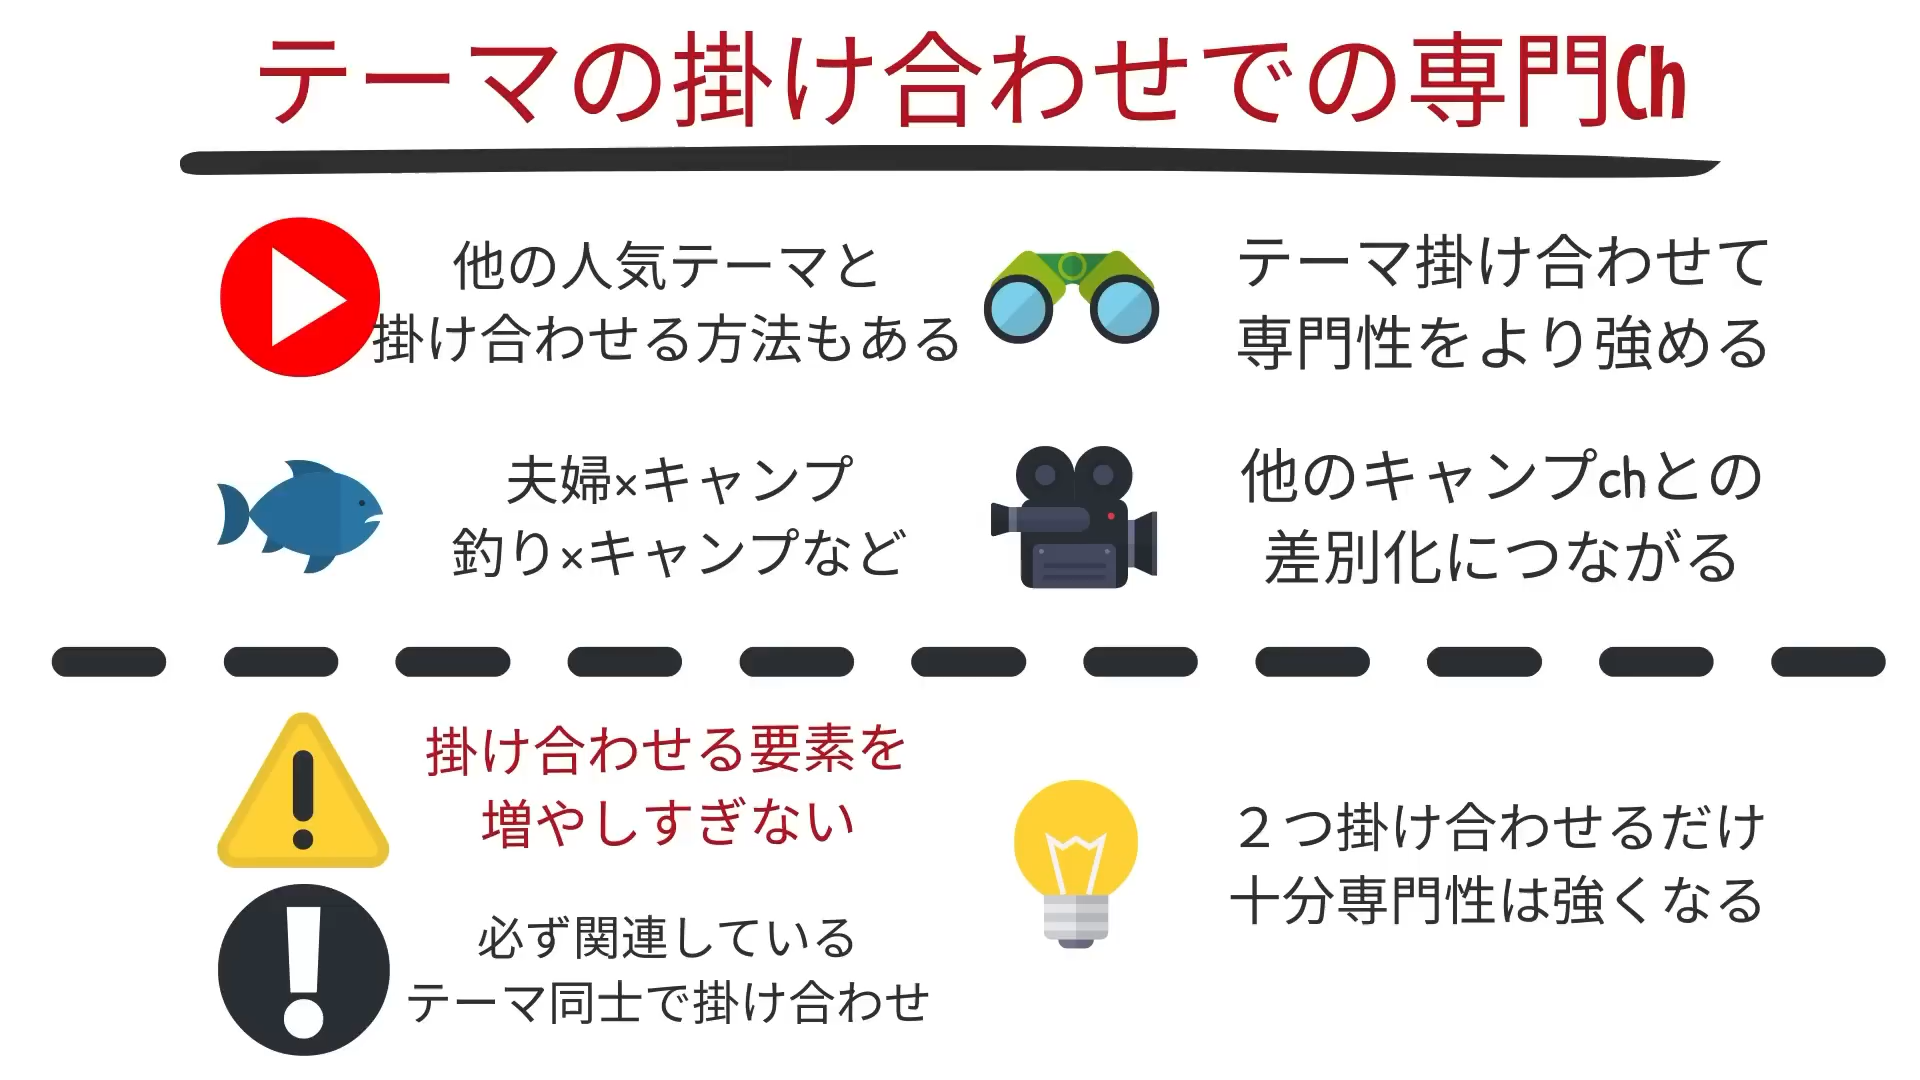 テーマの掛け合わせでの専門Ch
他の人気テーマと
掛け合わせる方法もある
テーマ掛け合わせて
専門性をより強める
夫婦×キャンプ
釣り×キャンプなど
他のキャンプchとの
差別化につながる
掛け合わせる要素を
増やしすぎない
必ず関連している
テーマ同士で掛け合わせ
２つ掛け合わせるだけ
十分専門性は強くなる